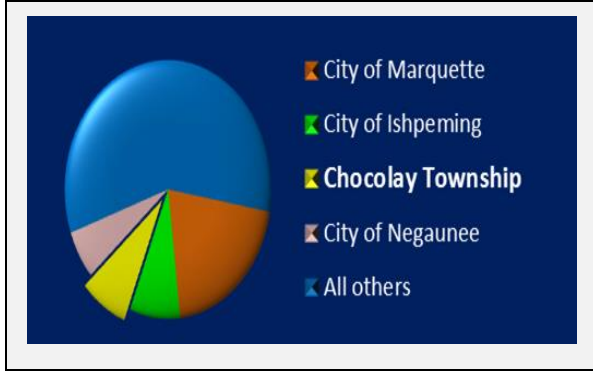 City of Marquette
City of Ishpeming
Chocolay Township
City of Negaunee
All others